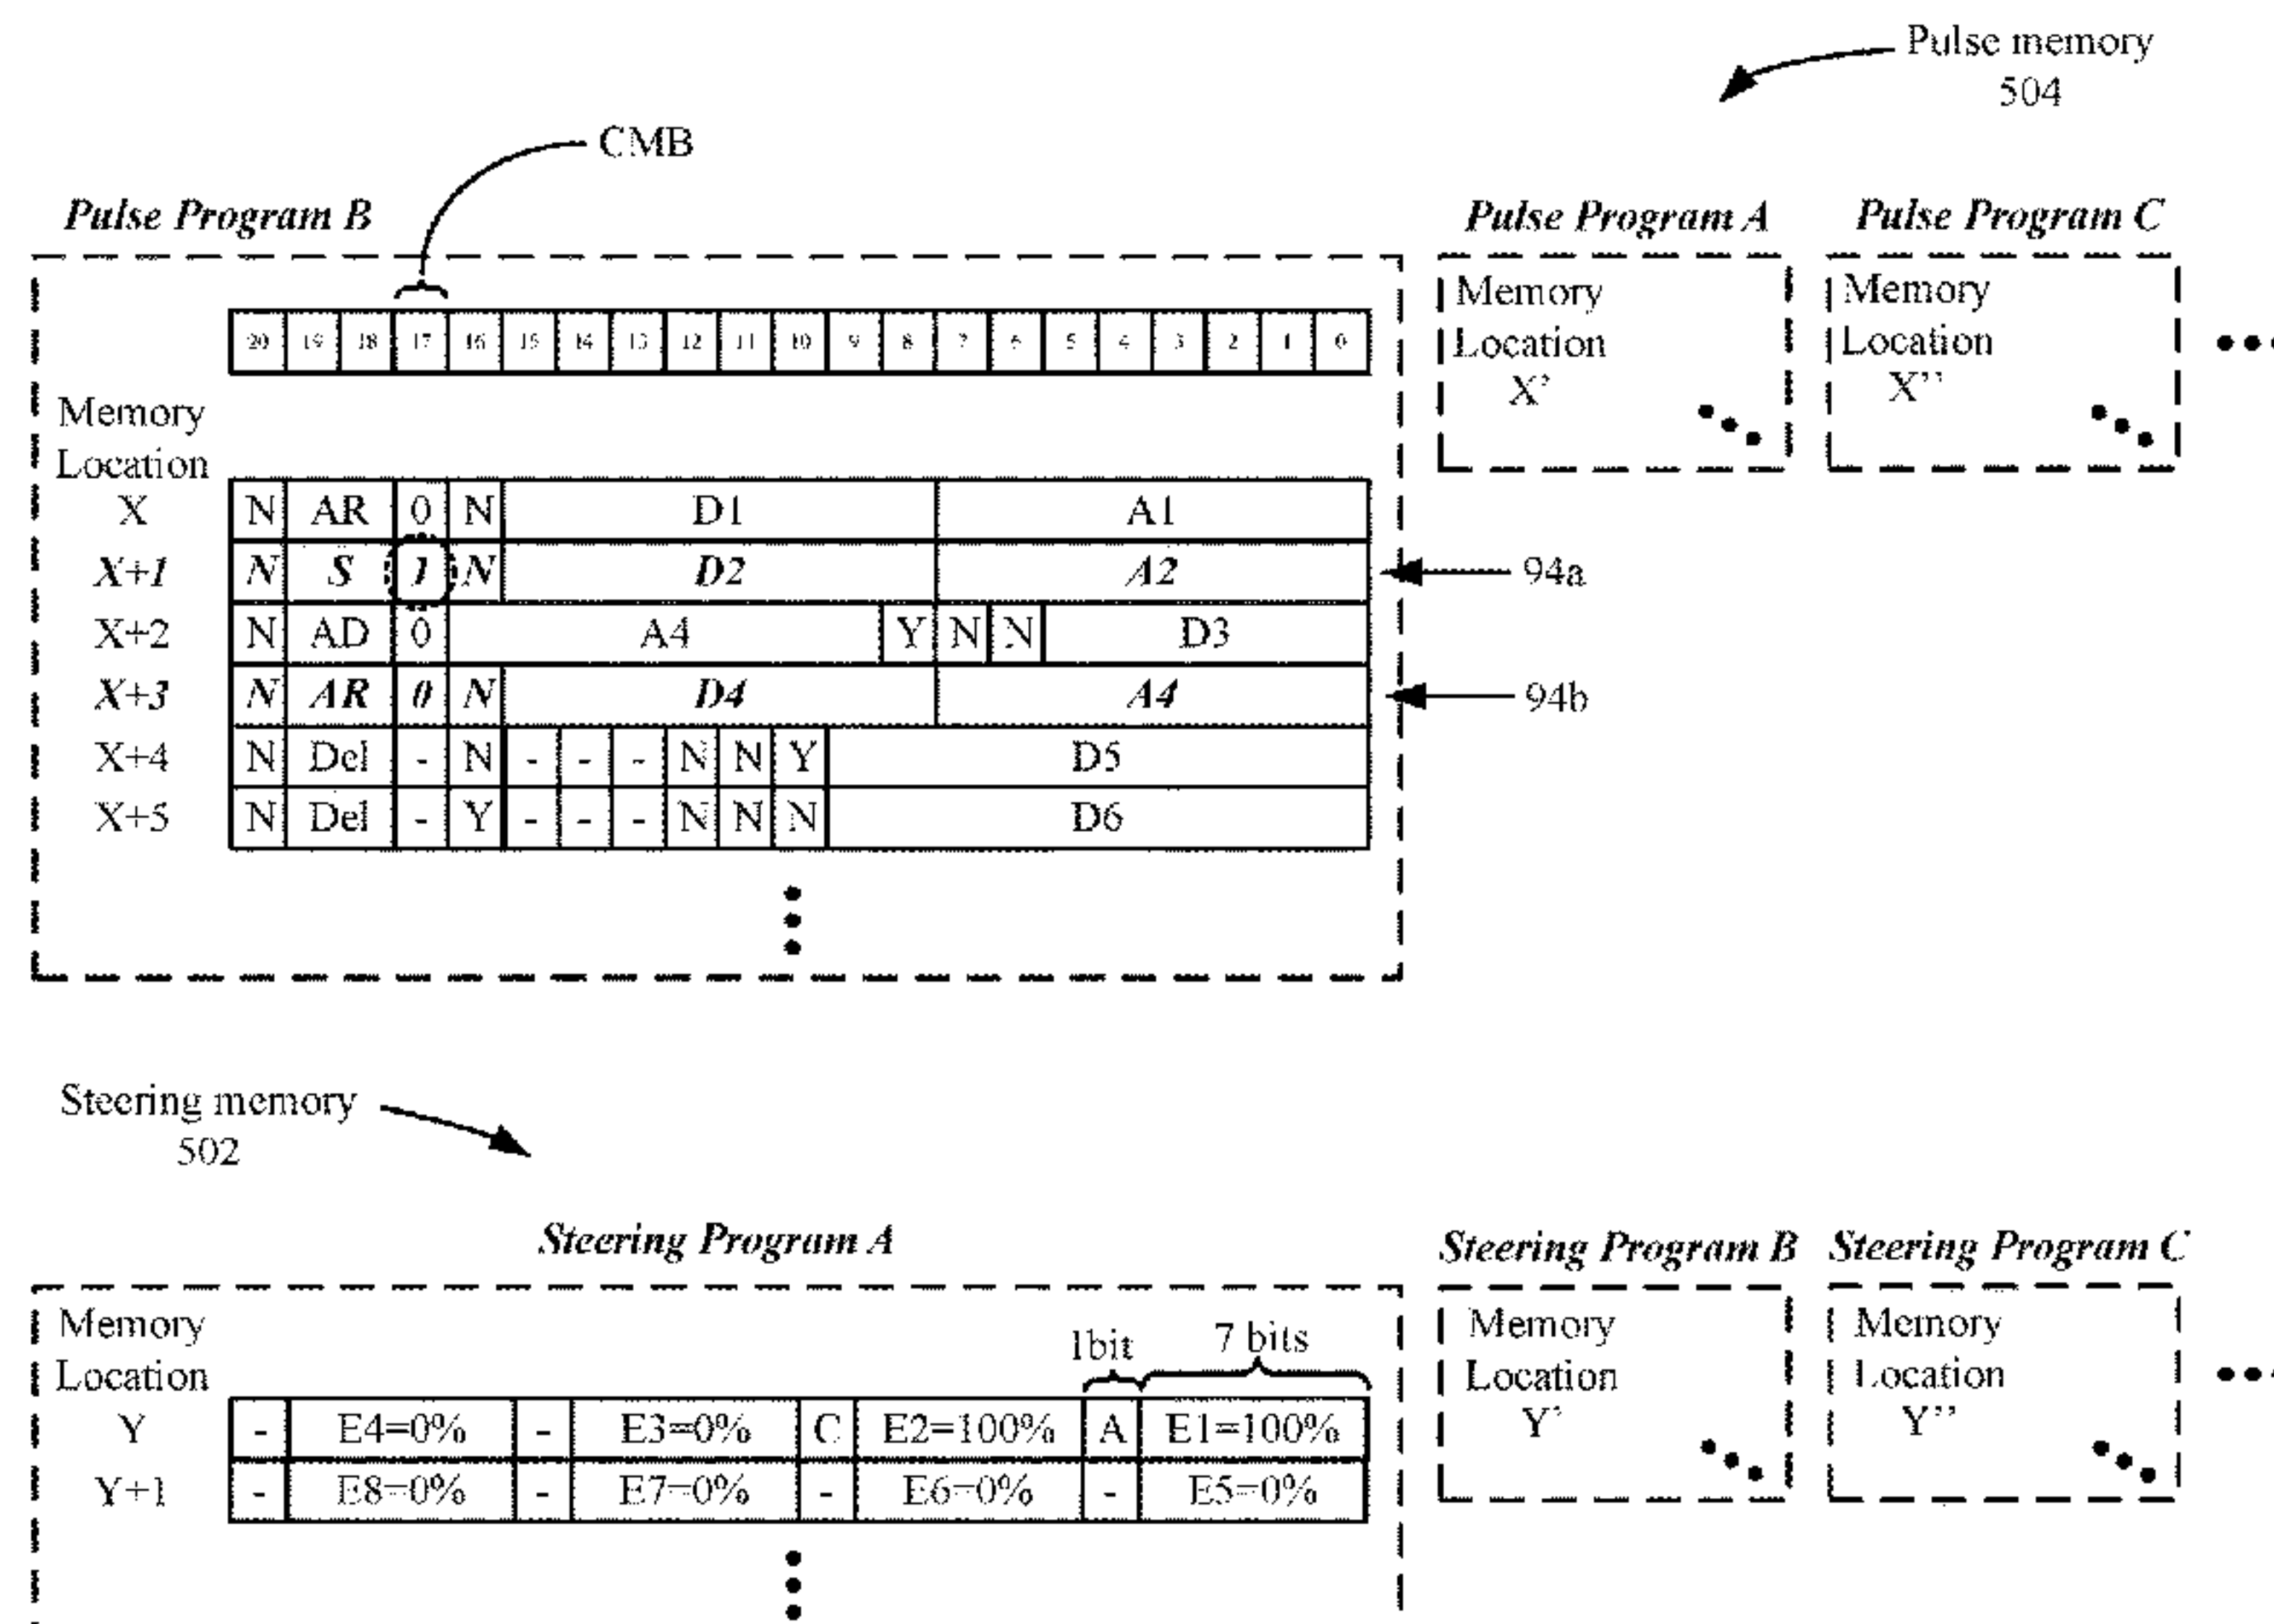 Pulse memory
504
CMB
Pulse Program B
Pulse Program A
Pulse Program C
20 19 18 17 16 15 14 13 12 11 10 9 8 7 6 5 4 3 2 1 0
Memory
Location
X'
Memory
Location
X''
Memory
Location
X N AR 0 N D1 A1
X+1 N S 1 N D2 A2 94a
X+2 N AD 0 A4 Y N N D3
X+3 N AR 0 N D4 A4 94b
X+4 N Del - N - - - N N Y D5
X+5 N Del - Y - - - N N N D6
Steering memory
502
Steering Program A
Steering Program B
Steering Program C
Memory
Location
1bit 7 bits
Y - E4=0% - E3=0% C E2=100% A E1=100%
Y+1 - E8=0% - E7=0% - E6=0% - E5=0%
Memory
Location
Y'
Memory
Location
Y''